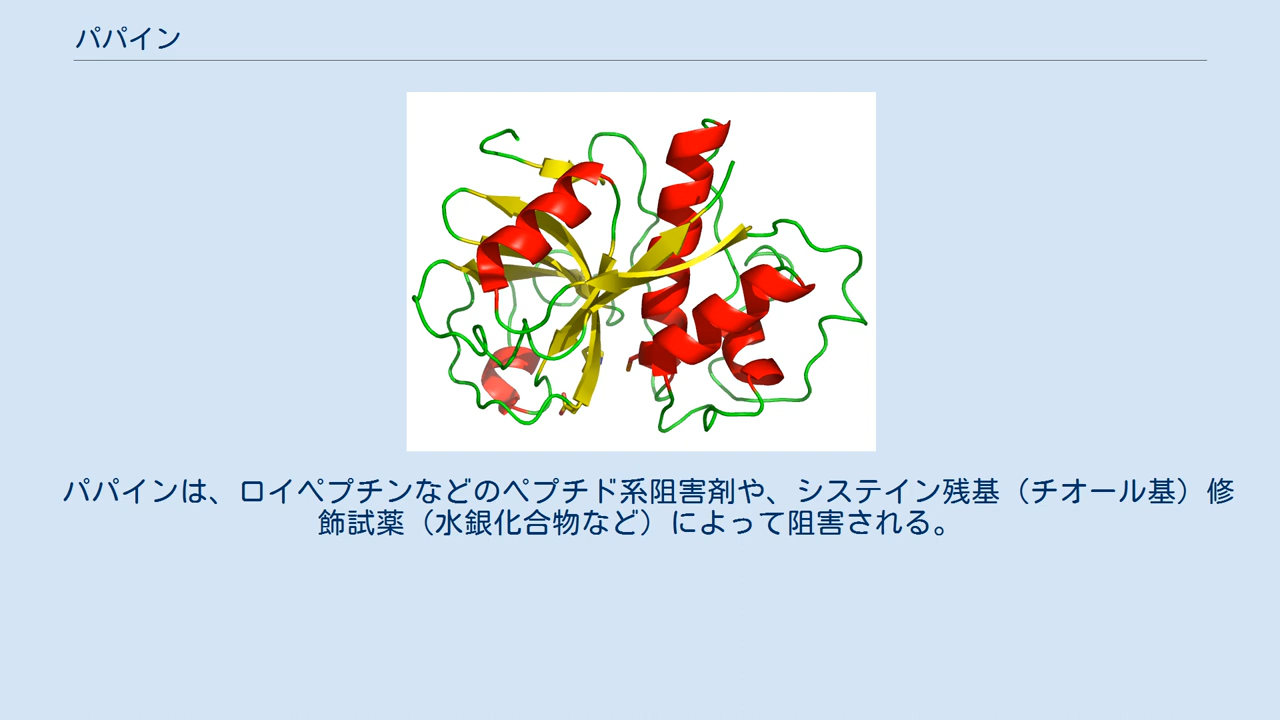 パパイン
パパインは、ロイペプチンなどのペプチド系阻害剤や、システイン残基（チオール基）修
飾試薬（水銀化合物など）によって阻害される。